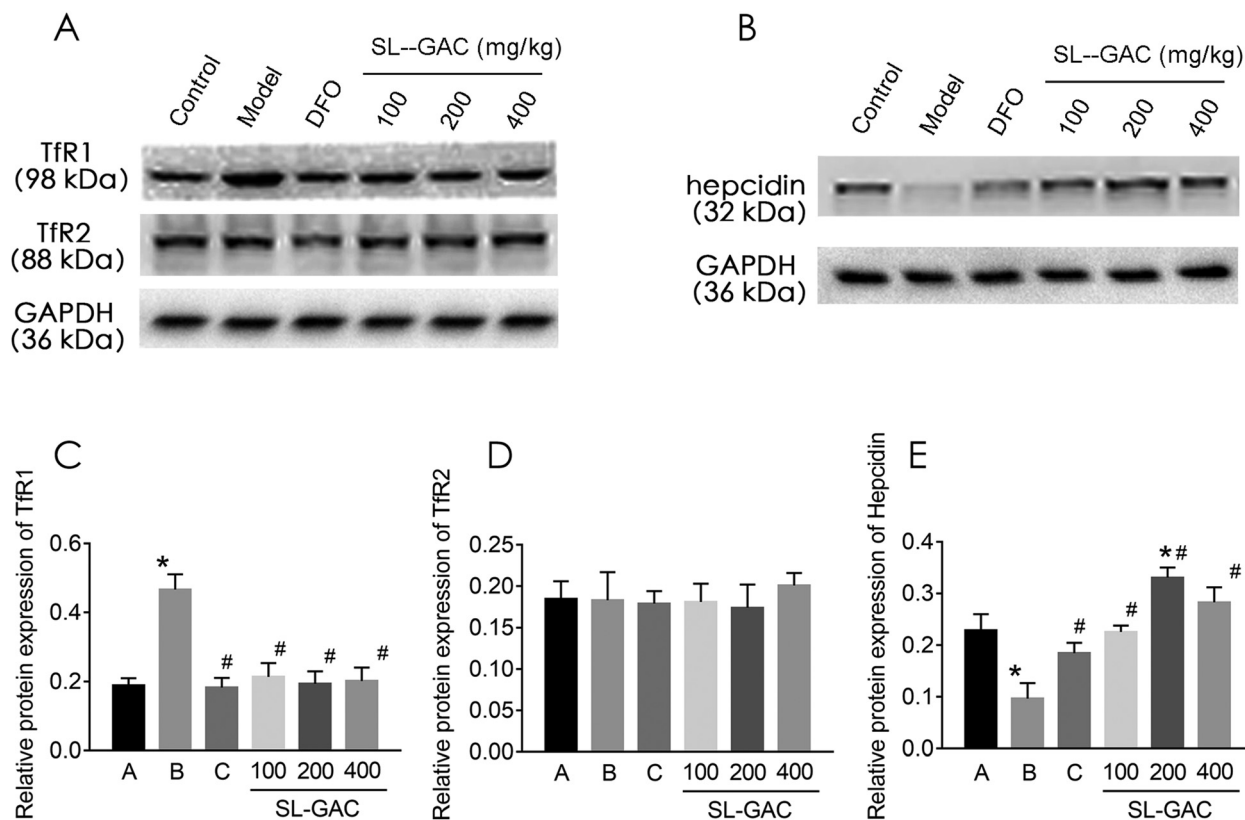 A
SL--GAC (mg/kg)
Control Model DFO 100 200 400
TfR1
(98 kDa)
TfR2
(88 kDa)
GAPDH
(36 kDa)
B
SL--GAC (mg/kg)
Control Model DFO 100 200 400
hepcidin
(32 kDa)
GAPDH
(36 kDa)
C
Relative protein expression of TfR1
0.6
0.4
0.2
0.0
*
# # # #
A B C 100 200 400
SL-GAC
D
Relative protein expression of TfR2
0.25
0.20
0.15
0.10
0.05
0.00
A B C 100 200 400
SL-GAC
E
Relative protein expression of Hepcidin
0.4
0.3
0.2
0.1
0.0
*
# # *# #
A B C 100 200 400
SL-GAC